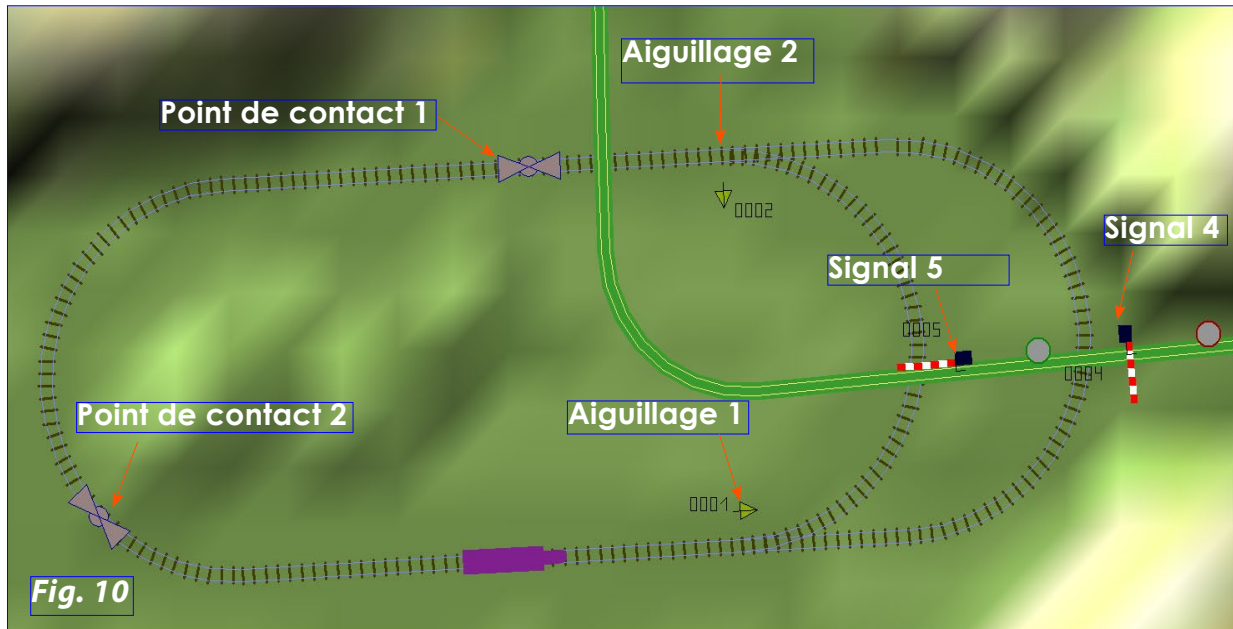 Aiguillage 2
Point de contact 1
0002
Signal 4
Signal 5
0005
0004
Point de contact 2
Aiguillage 1
0001
Fig. 10